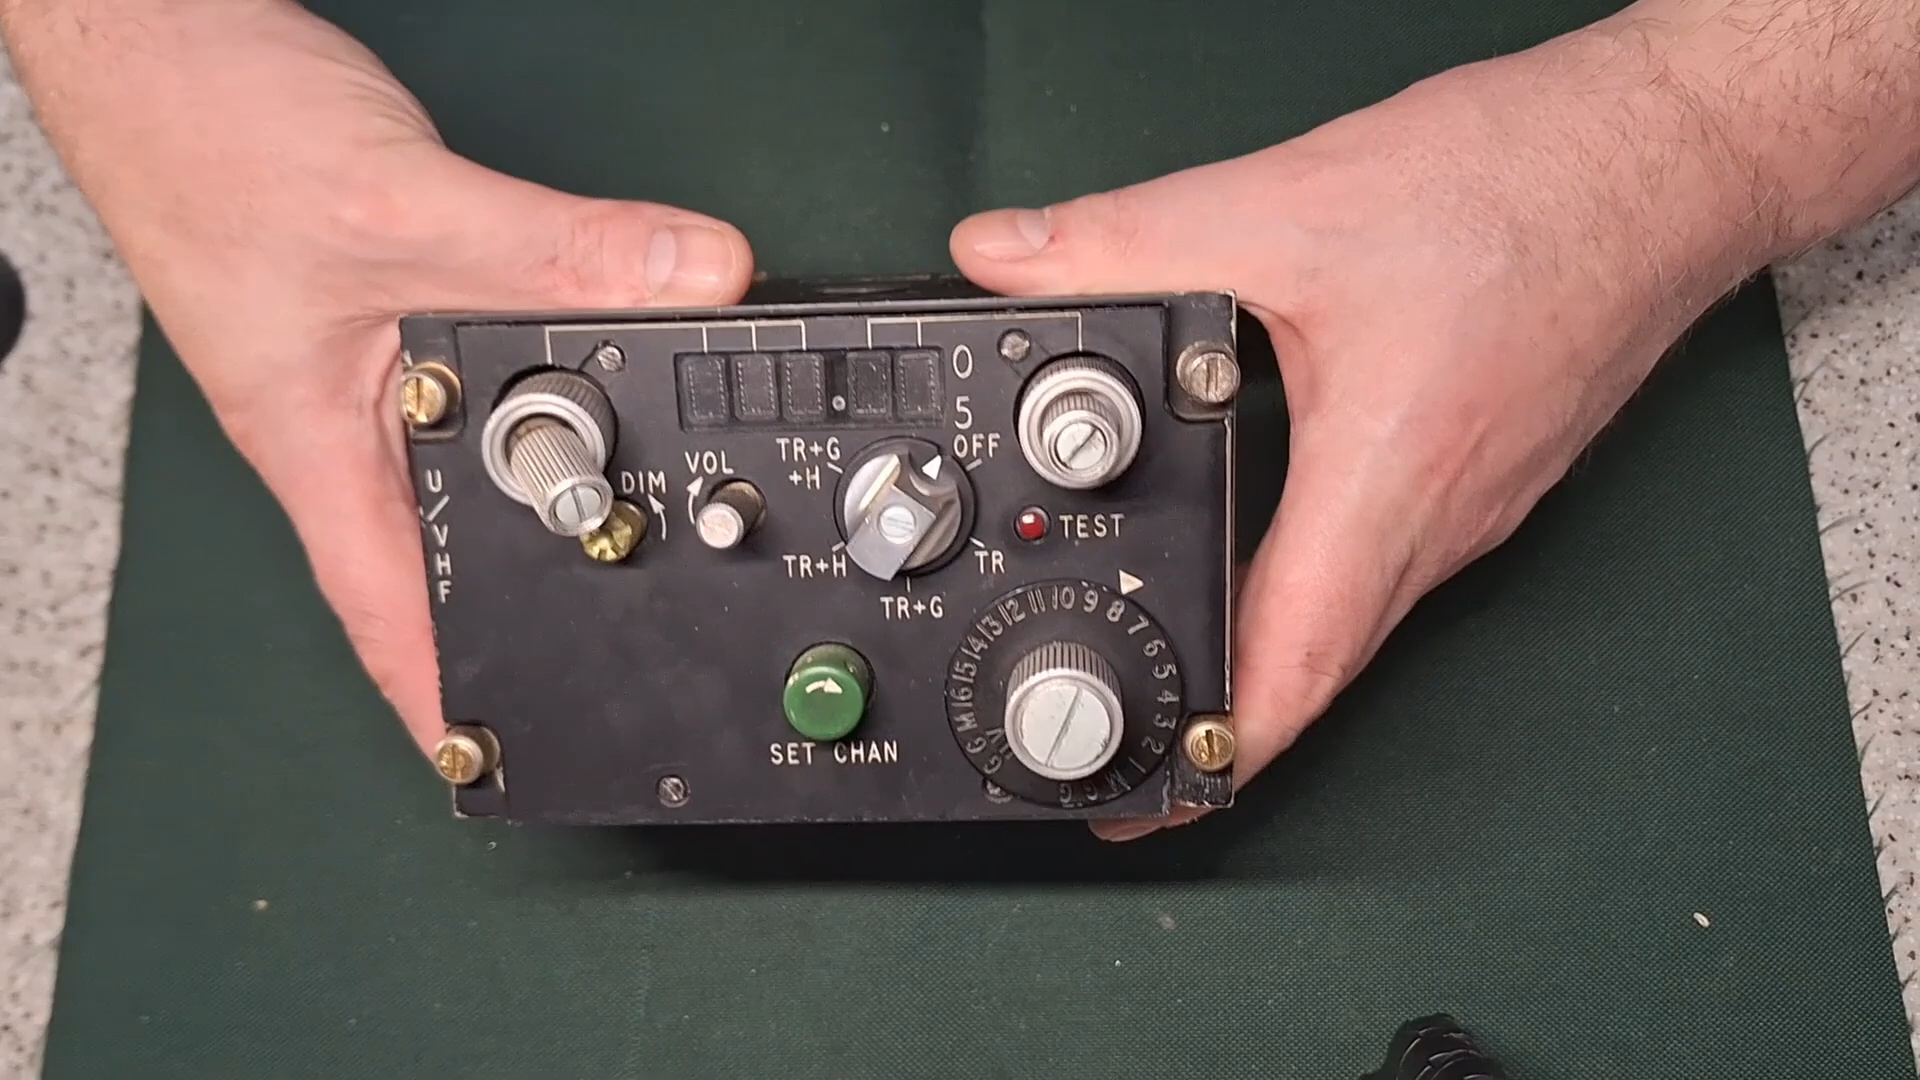 0
5
OFF
TR+G
+H
VOL
DIM
U/VHF
TEST
TR+H
TR
TR+G
SET CHAN
G M 16 15 14 13 12 11 10 9 8 7 6 5 4 3 2 1 M G